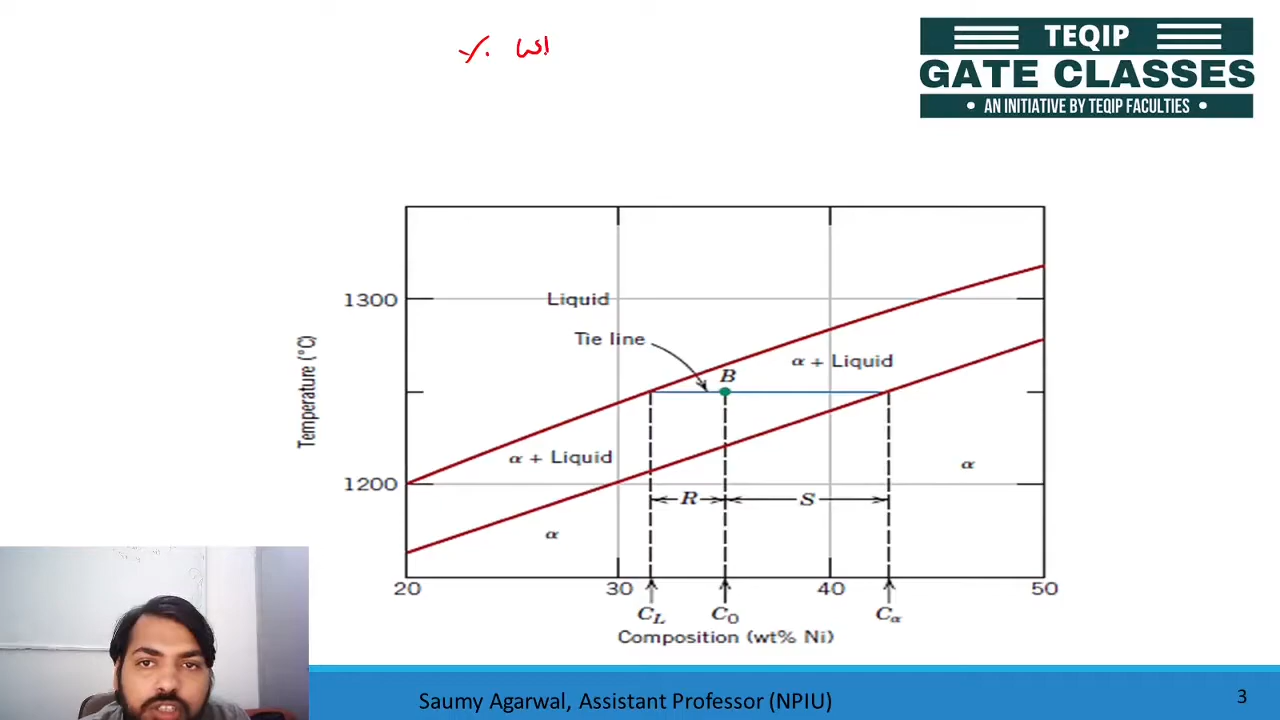 % wt
TEQIP
GATE CLASSES
• AN INITIATIVE BY TEQIP FACULTIES •
Temperature (°C)
1300
1200
Liquid
Tie line
B
α + Liquid
α + Liquid
α
α
R
S
20
30
40
50
C_L
C_0
C_α
Composition (wt% Ni)
Saumy Agarwal, Assistant Professor (NPIU)
3